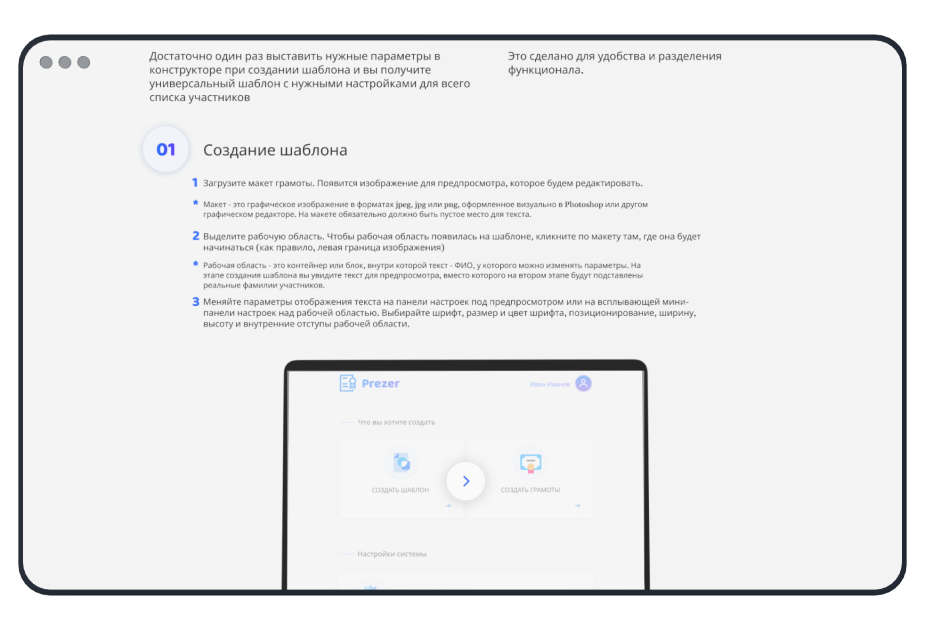 Достаточно один раз выставить нужные параметры в
конструкторе при создании шаблона и вы получите
универсальный шаблон с нужными настройками для всего
списка участников
Это сделано для удобства и разделения
функционала.
01 Создание шаблона
1 Загрузите макет грамоты. Появится изображение для предпросмотра, которое будем редактировать.
* Макет - это графическое изображение в форматах jpeg, jpg или png, оформленное визуально в Photoshop или другом
графическом редакторе. На макете обязательно должно быть пустое место для текста.
2 Выделите рабочую область. Чтобы рабочая область появилась на шаблоне, кликните по макету там, где она будет
начинаться (как правило, левая граница изображения)
* Рабочая область - это контейнер или блок, внутри которой текст - ФИО, у которого можно изменять параметры. На
этапе создания шаблона вы увидите текст для предпросмотра, вместо которого на втором этапе будут подставлены
реальные фамилии участников.
3 Меняйте параметры отображения текста на панели настроек под предпросмотром или на всплывающей мини-
панели настроек над рабочей областью. Выбирайте шрифт, размер и цвет шрифта, позиционирование, ширину,
высоту и внутренние отступы рабочей области.
Prezer
Иван Иванов
Что вы хотите создать
СОЗДАТЬ ШАБЛОН
СОЗДАТЬ ГРАМОТЫ
Настройки системы